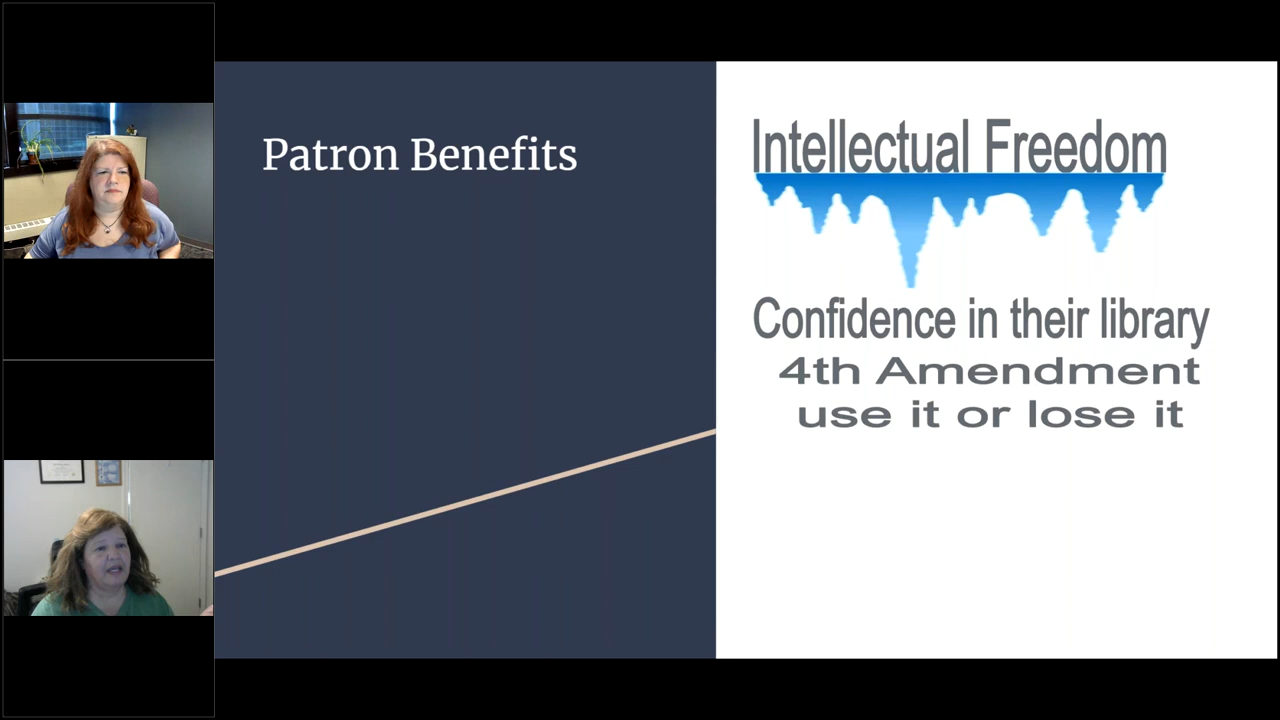 Patron Benefits
Intellectual Freedom
Confidence in their library
4th Amendment
use it or lose it